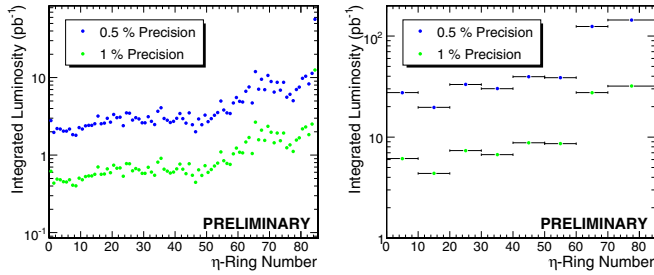 Integrated Luminosity (pb⁻¹)
0.5 % Precision
1 % Precision
10
1
10⁻¹
PRELIMINARY
0 10 20 30 40 50 60 70 80
η-Ring Number
Integrated Luminosity (pb⁻¹)
0.5 % Precision
1 % Precision
10²
10
1
PRELIMINARY
0 10 20 30 40 50 60 70 80
η-Ring Number